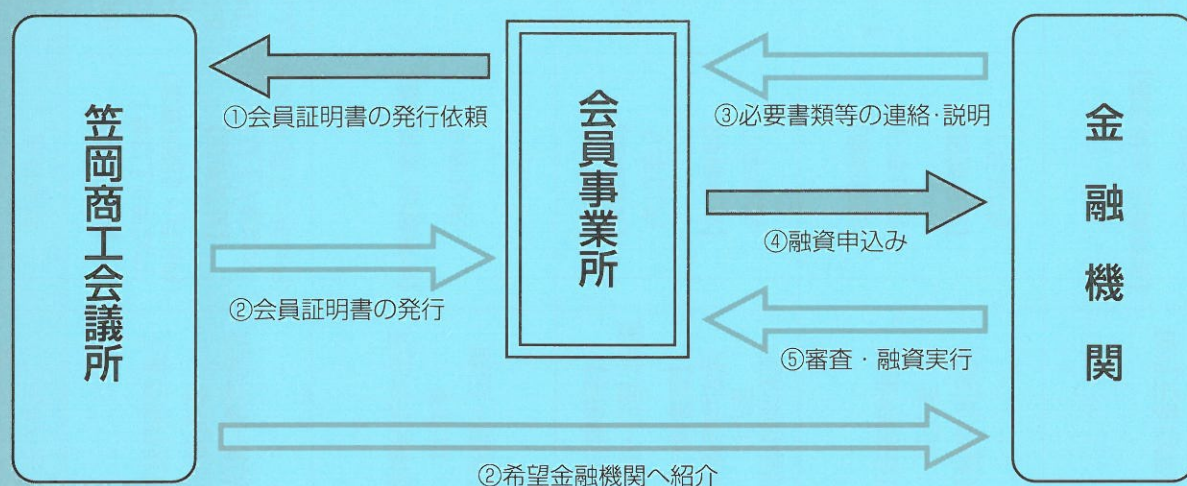 笠岡商工会議所
会員事業所
金融機関
①会員証明書の発行依頼
②会員証明書の発行
③必要書類等の連絡・説明
④融資申込み
⑤審査・融資実行
②希望金融機関へ紹介